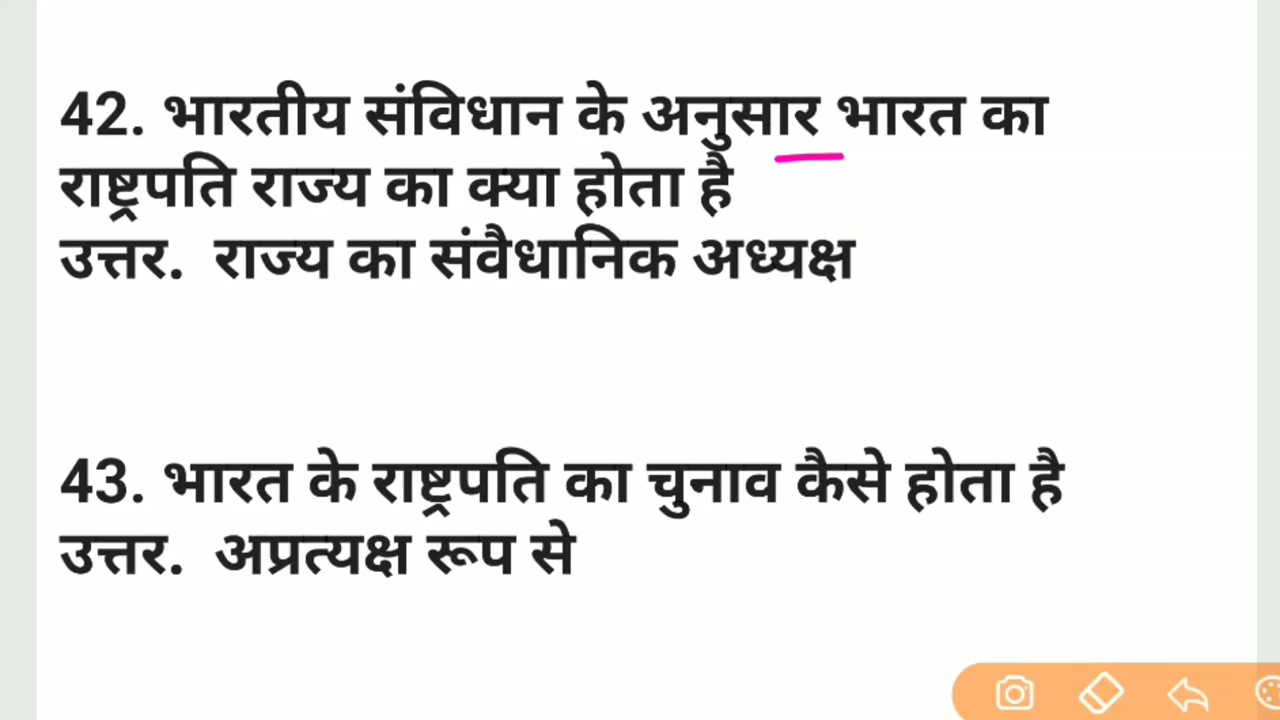 42. भारतीय संविधान के अनुसार भारत का
राष्ट्रपति राज्य का क्या होता है
उत्तर. राज्य का संवैधानिक अध्यक्ष
43. भारत के राष्ट्रपति का चुनाव कैसे होता है
उत्तर. अप्रत्यक्ष रूप से